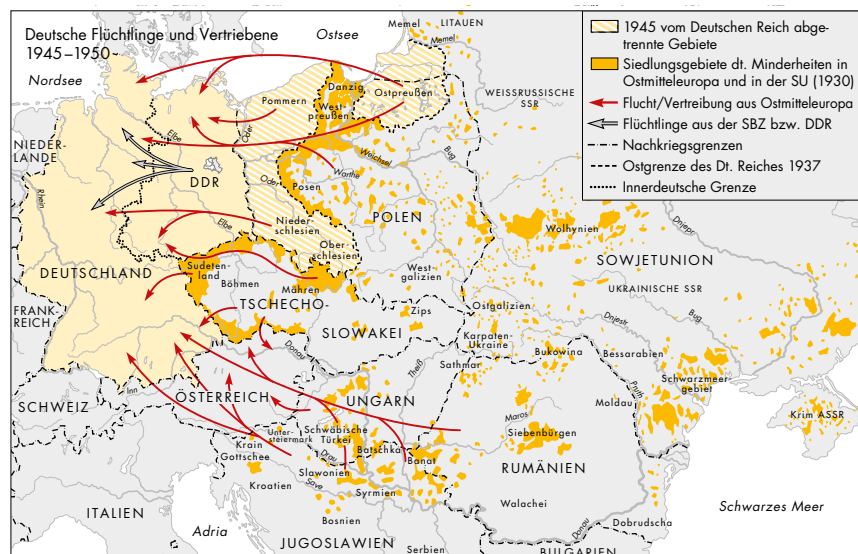 Deutsche Flüchtlinge und Vertriebene
1945–1950
1945 vom Deutschen Reich abge-
trennte Gebiete
Siedlungsgebiete dt. Minderheiten in
Ostmitteleuropa und in der SU (1930)
Flucht/Vertreibung aus Ostmitteleuropa
Flüchtlinge aus der SBZ bzw. DDR
Nachkriegsgrenzen
Ostgrenze des Dt. Reiches 1937
Innerdeutsche Grenze
Nordsee
Ostsee
Memel
LITAUEN
Memel
Danzig
West-
preußen
Ostpreußen
Pommern
WEISSRUSSISCHE
SSR
NIEDER-
LANDE
Elbe
Oder
Weichsel
Bug
Warthe
DDR
Posen
Oder
Rhein
Elbe
POLEN
Nieder-
schlesien
Ober-
schlesien
Wolhynien
Dnjepr
SOWJETUNION
DEUTSCHLAND
Sudeten-
land
Böhmen
Mähren
West-
galizien
UKRAINISCHE SSR
TSCHECHO-
SLOWAKEI
Zips
Ostgalizien
Dnjestr
Bug
FRANK-
REICH
Karpaten-
Ukraine
Bukowina
Bessarabien
Sathmar
Donau
Theiß
Inn
SCHWEIZ
ÖSTERREICH
UNGARN
Pruth
Schwarzmeer-
gebiet
Moldau
Krim ASSR
Maros
Siebenbürgen
Unter-
steiermark
Schwäbische
Türkei
Krain
Gottschee
Drau
Batschka
Banat
RUMÄNIEN
Slawonien
Kroatien
Save
Syrmien
Walachei
Bosnien
ITALIEN
Adria
JUGOSLAWIEN
Serbien
Donau
Dobrudscha
BULGARIEN
Schwarzes Meer